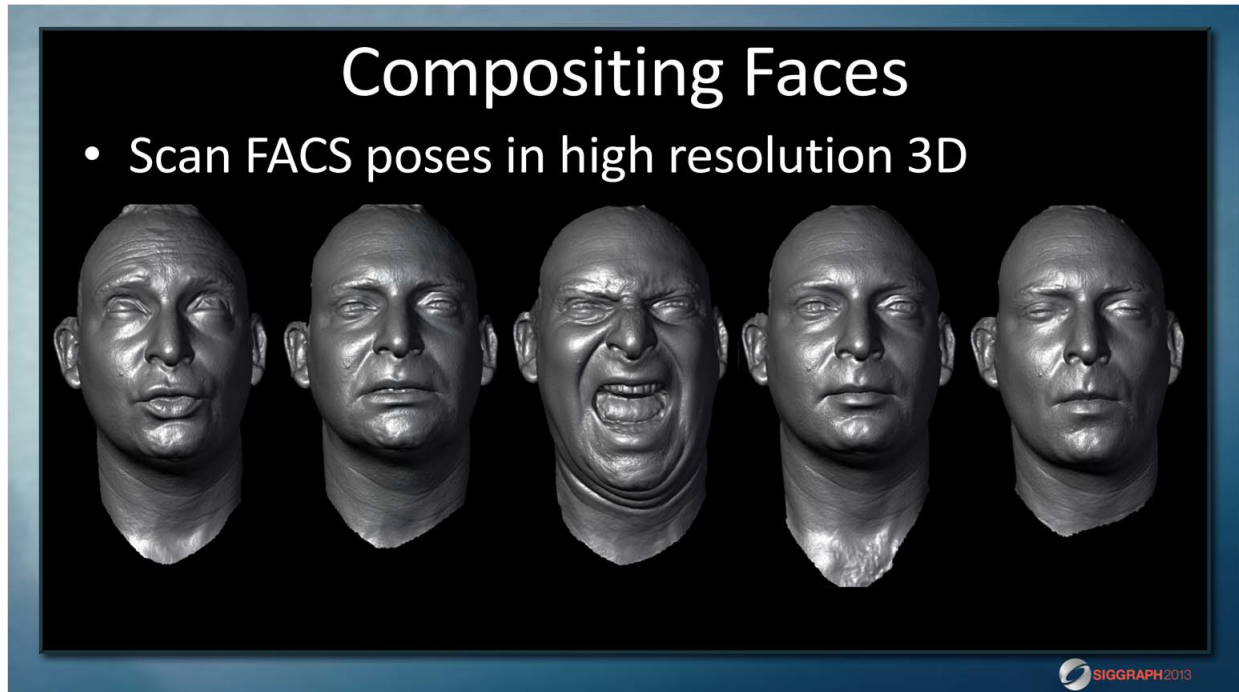 Compositing Faces
• Scan FACS poses in high resolution 3D
SIGGRAPH2013